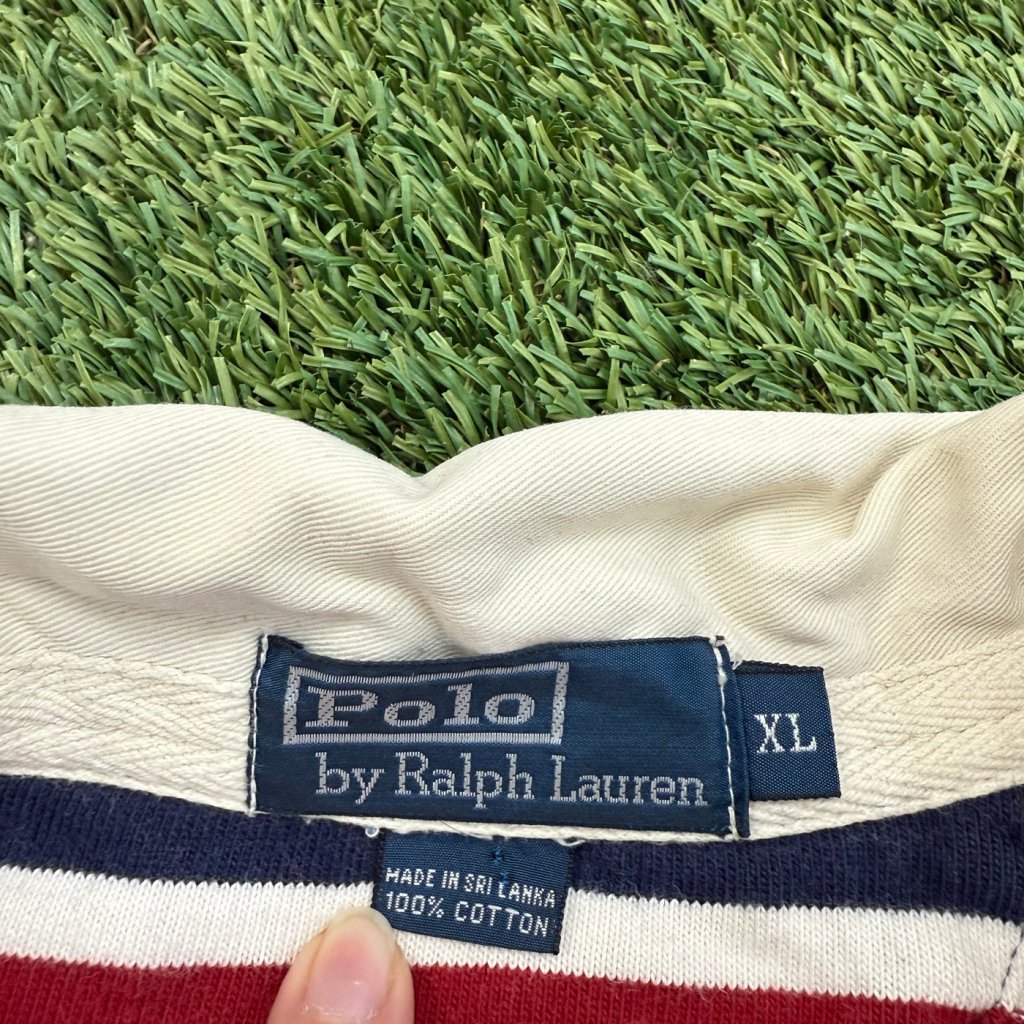 Polo
by Ralph Lauren
XL
MADE IN SRI LANKA
100% COTTON